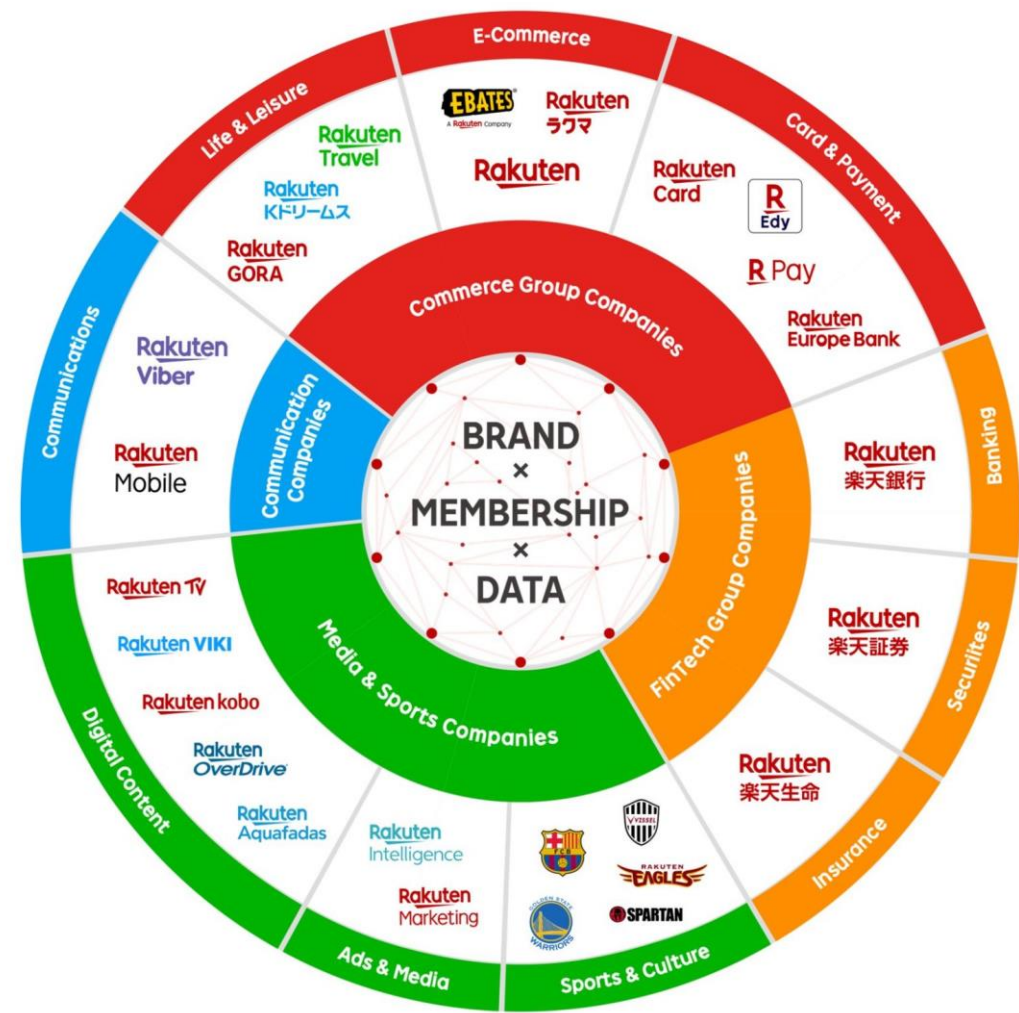 E-Commerce
EBATES
A Rakuten Company
Rakuten
ラクマ
Rakuten
Card & Payment
Rakuten
Card
R
Edy
R Pay
Rakuten
Europe Bank
Banking
Rakuten
楽天銀行
Securiites
Rakuten
楽天証券
Insurance
Rakuten
楽天生命
Sports & Culture
FCB
VISSEL
RAKUTEN
EAGLES
GOLDEN STATE
WARRIORS
SPARTAN
Ads & Media
Rakuten
Intelligence
Rakuten
Marketing
Digital Content
Rakuten TV
Rakuten VIKI
Rakuten kobo
Rakuten
OverDrive
Rakuten
Aquafadas
Communications
Rakuten
Viber
Rakuten
Mobile
Life & Leisure
Rakuten
Travel
Rakuten
Kドリームス
Rakuten
GORA
Commerce Group Companies
FinTech Group Companies
Media & Sports Companies
Communication
Companies
BRAND
×
MEMBERSHIP
×
DATA